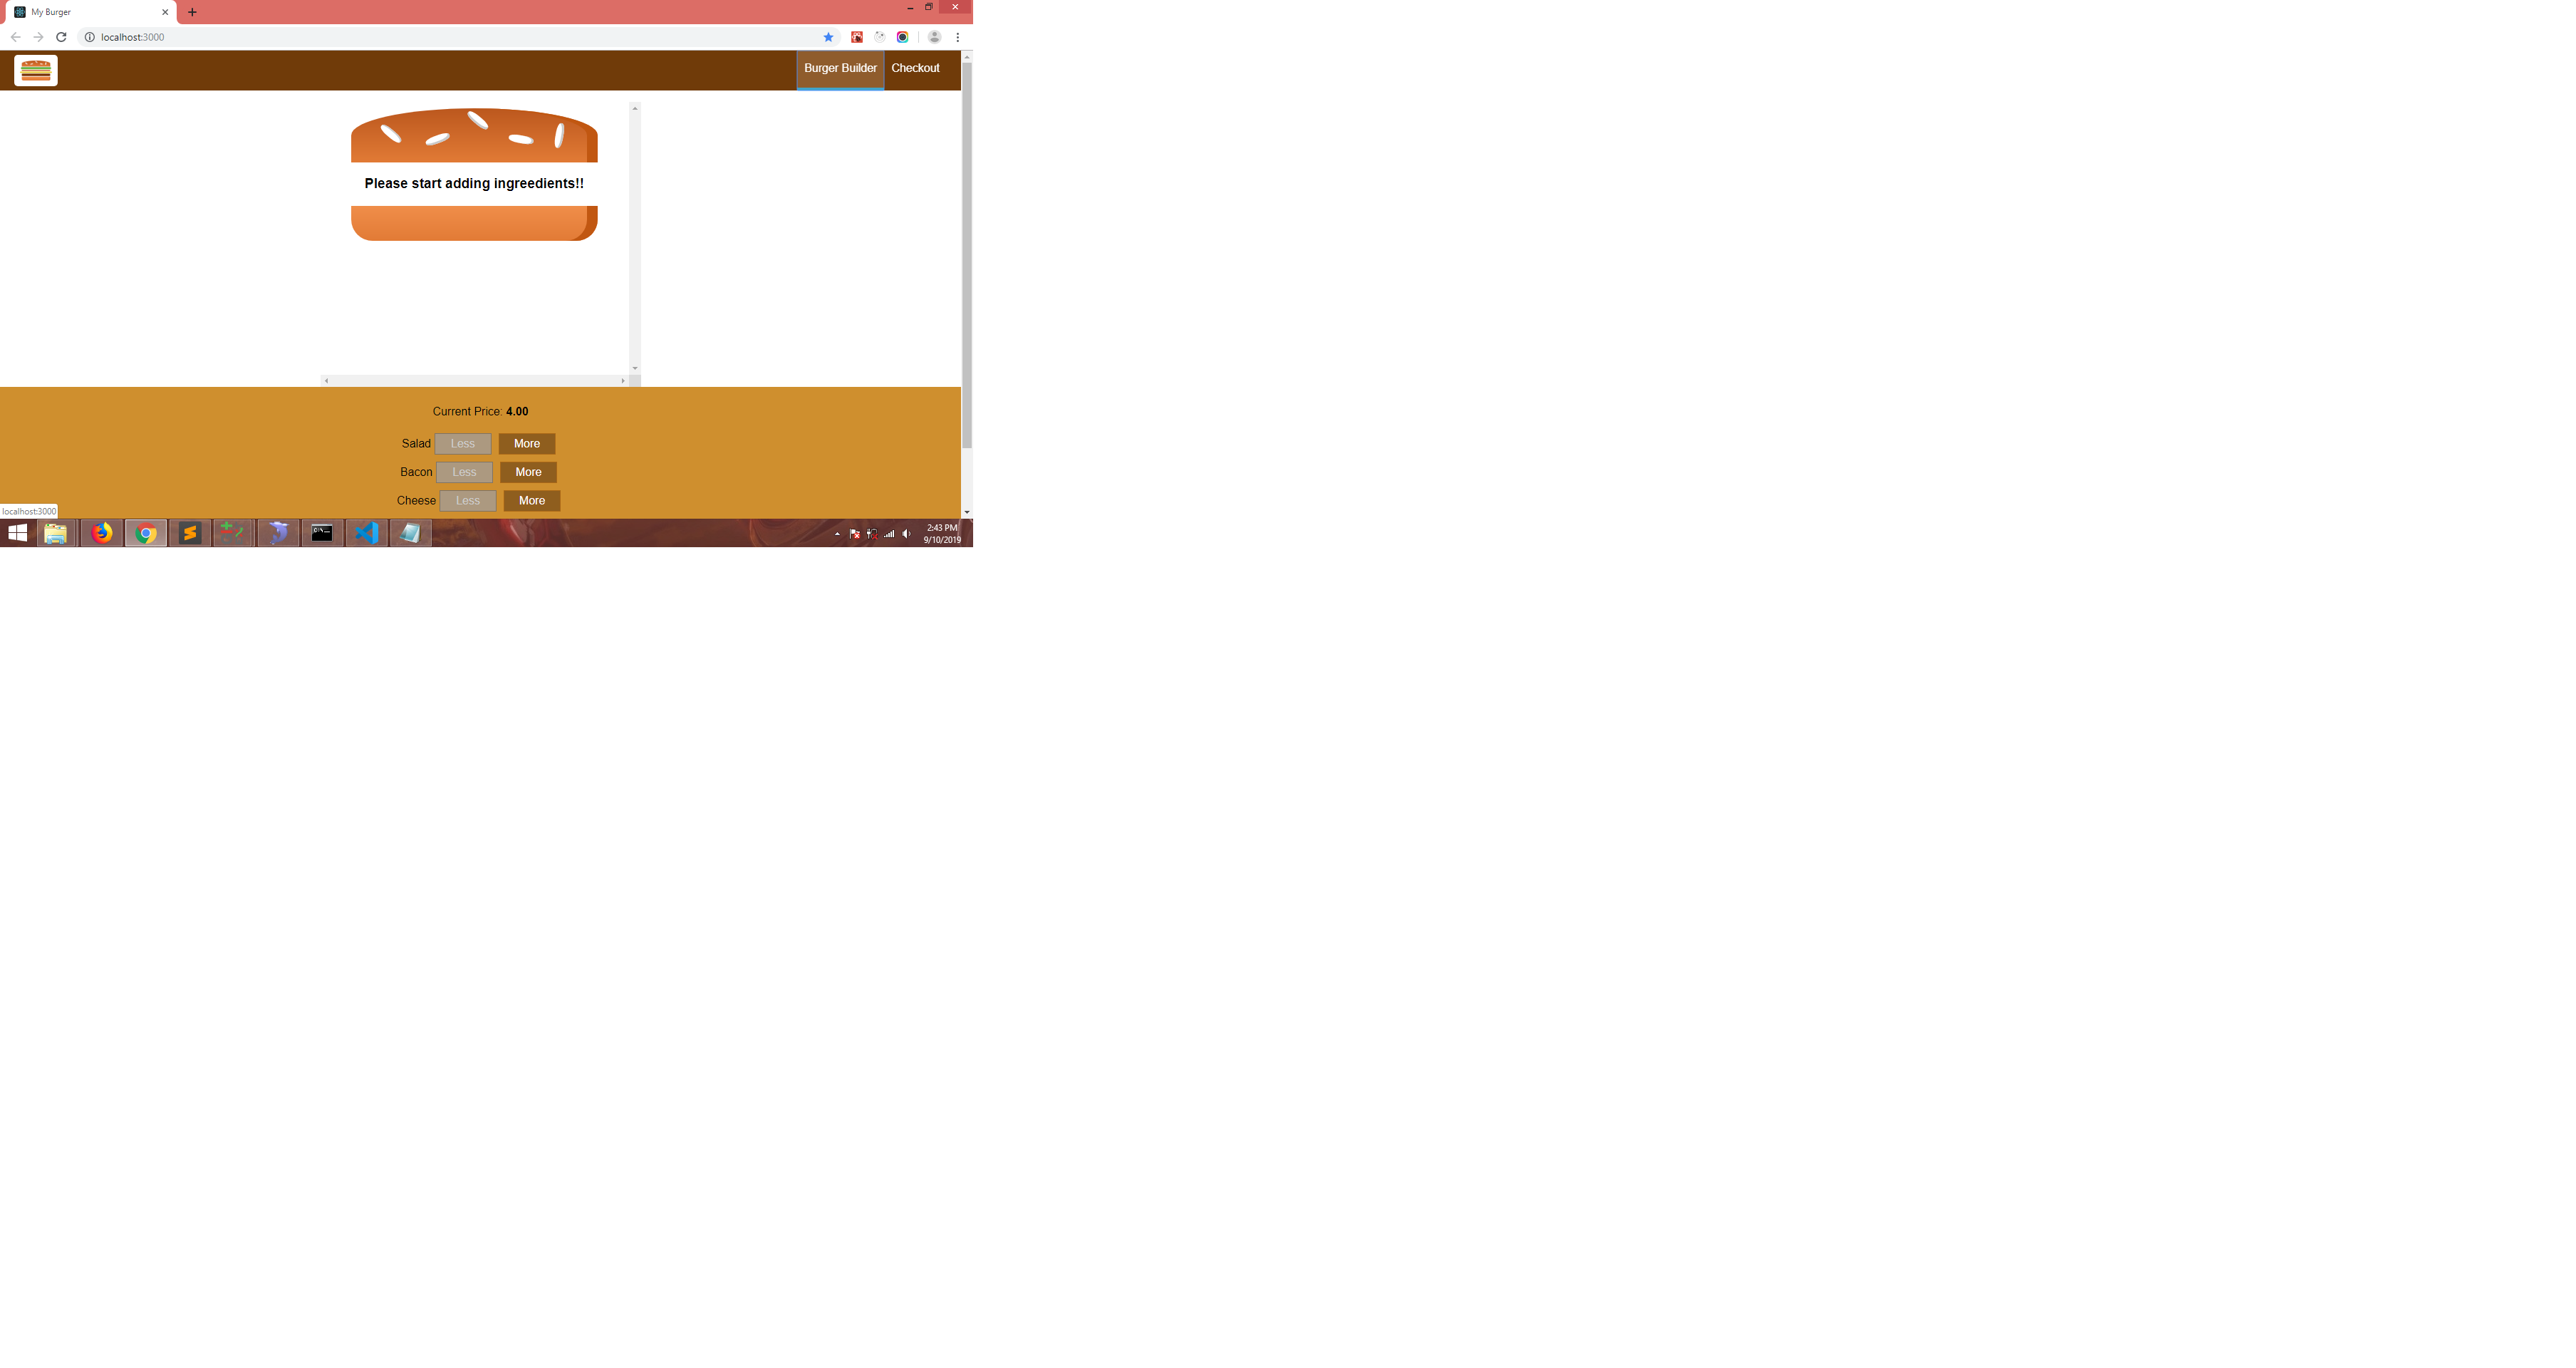 My Burger
localhost:3000
Burger Builder Checkout
Please start adding ingreedients!!
Current Price: 4.00
Salad Less More
Bacon Less More
Cheese Less More
localhost:3000
2:43 PM
9/10/2019